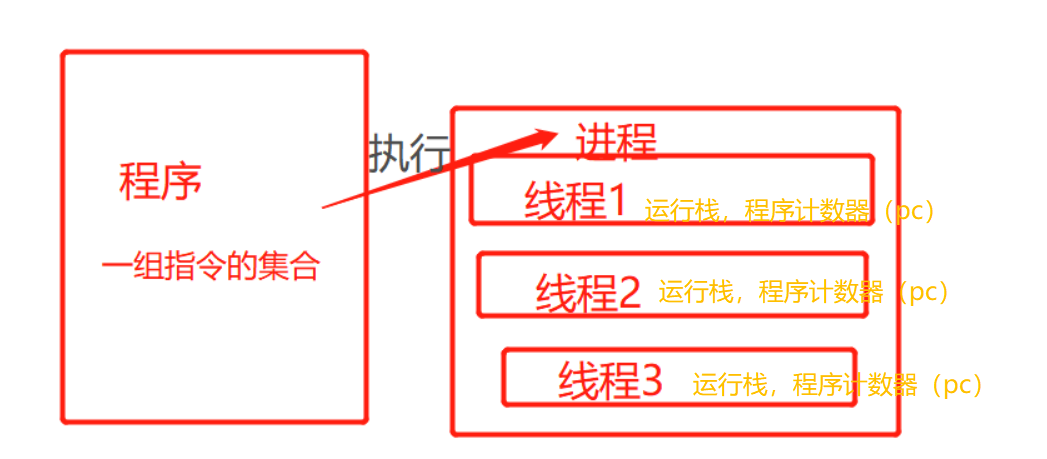 程序
一组指令的集合
执行
进程
线程1 运行栈，程序计数器（pc）
线程2 运行栈，程序计数器（pc）
线程3 运行栈，程序计数器（pc）